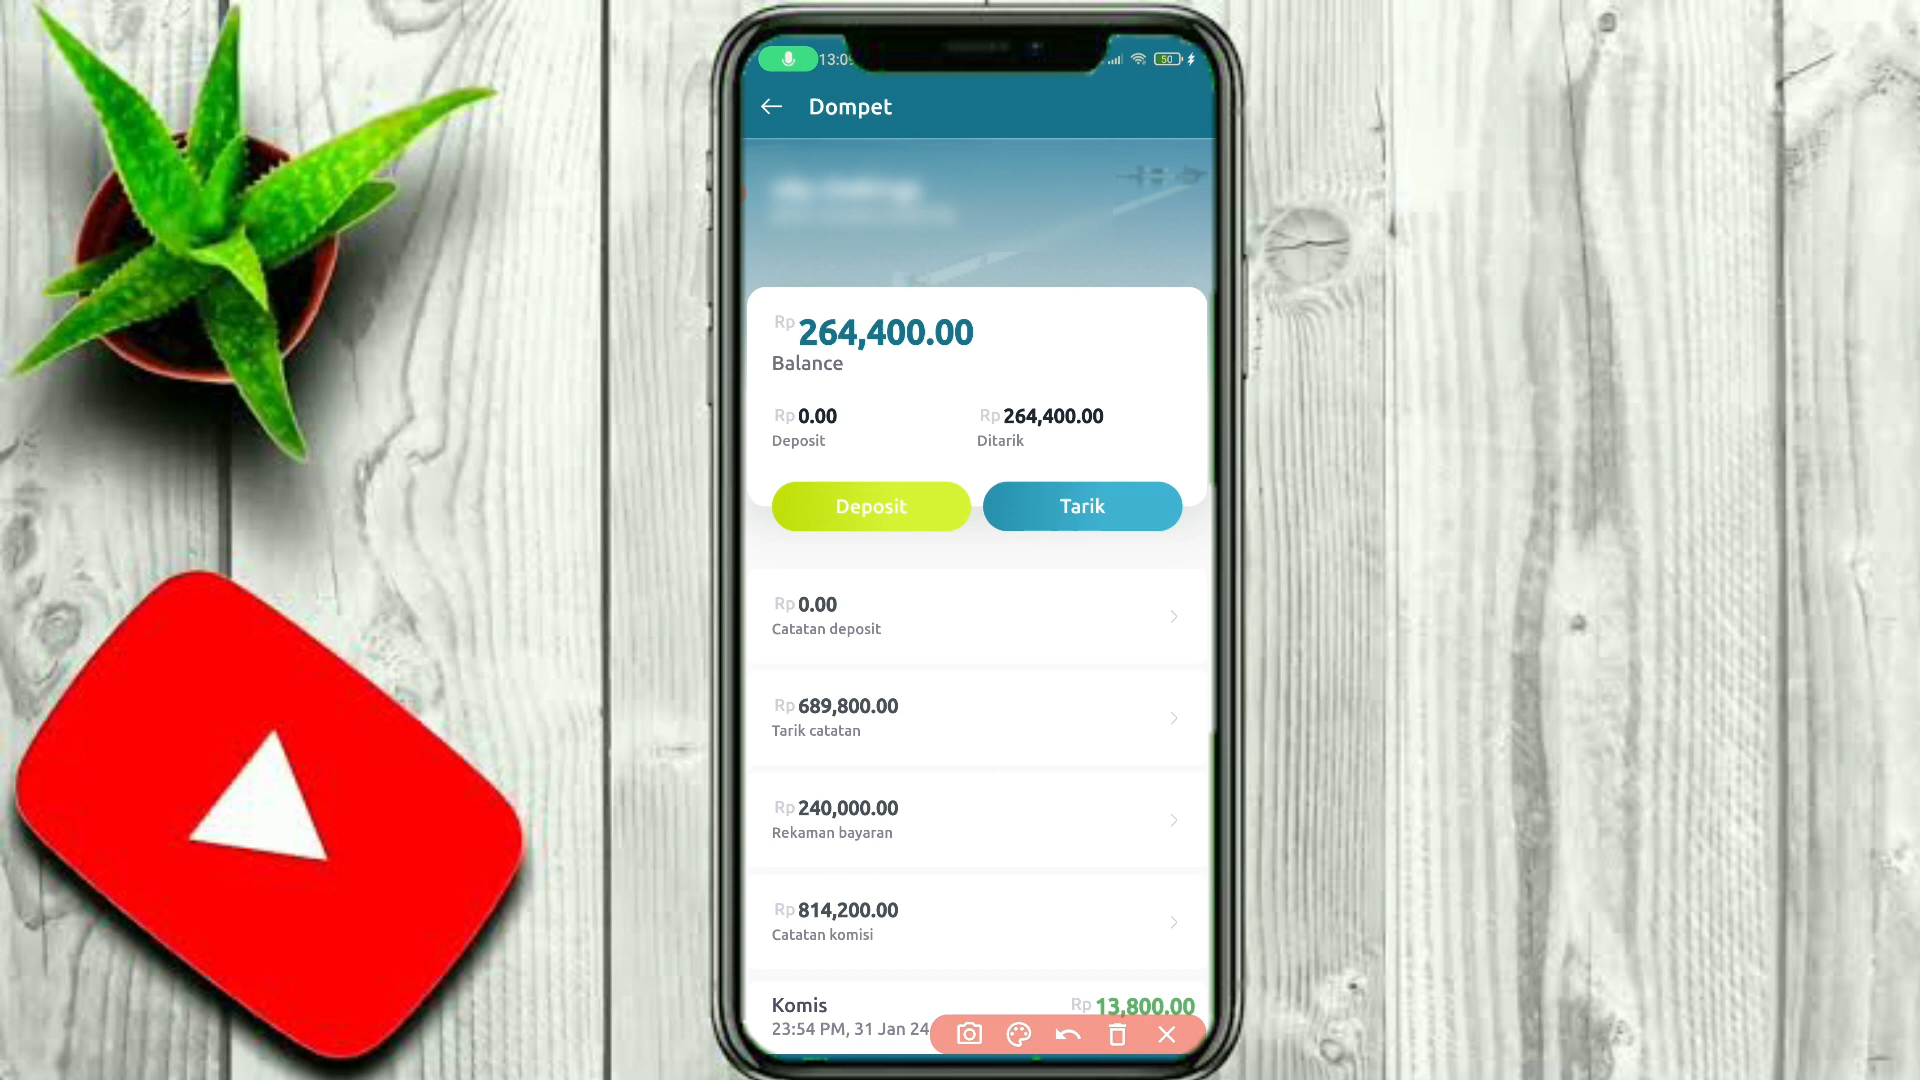 13:0
50
Dompet
Rp 264,400.00
Balance
Rp 0.00
Deposit
Rp 264,400.00
Ditarik
Deposit
Tarik
Rp 0.00
Catatan deposit
Rp 689,800.00
Tarik catatan
Rp 240,000.00
Rekaman bayaran
Rp 814,200.00
Catatan komisi
Komis
Rp 13,800.00
23:54 PM, 31 Jan 24